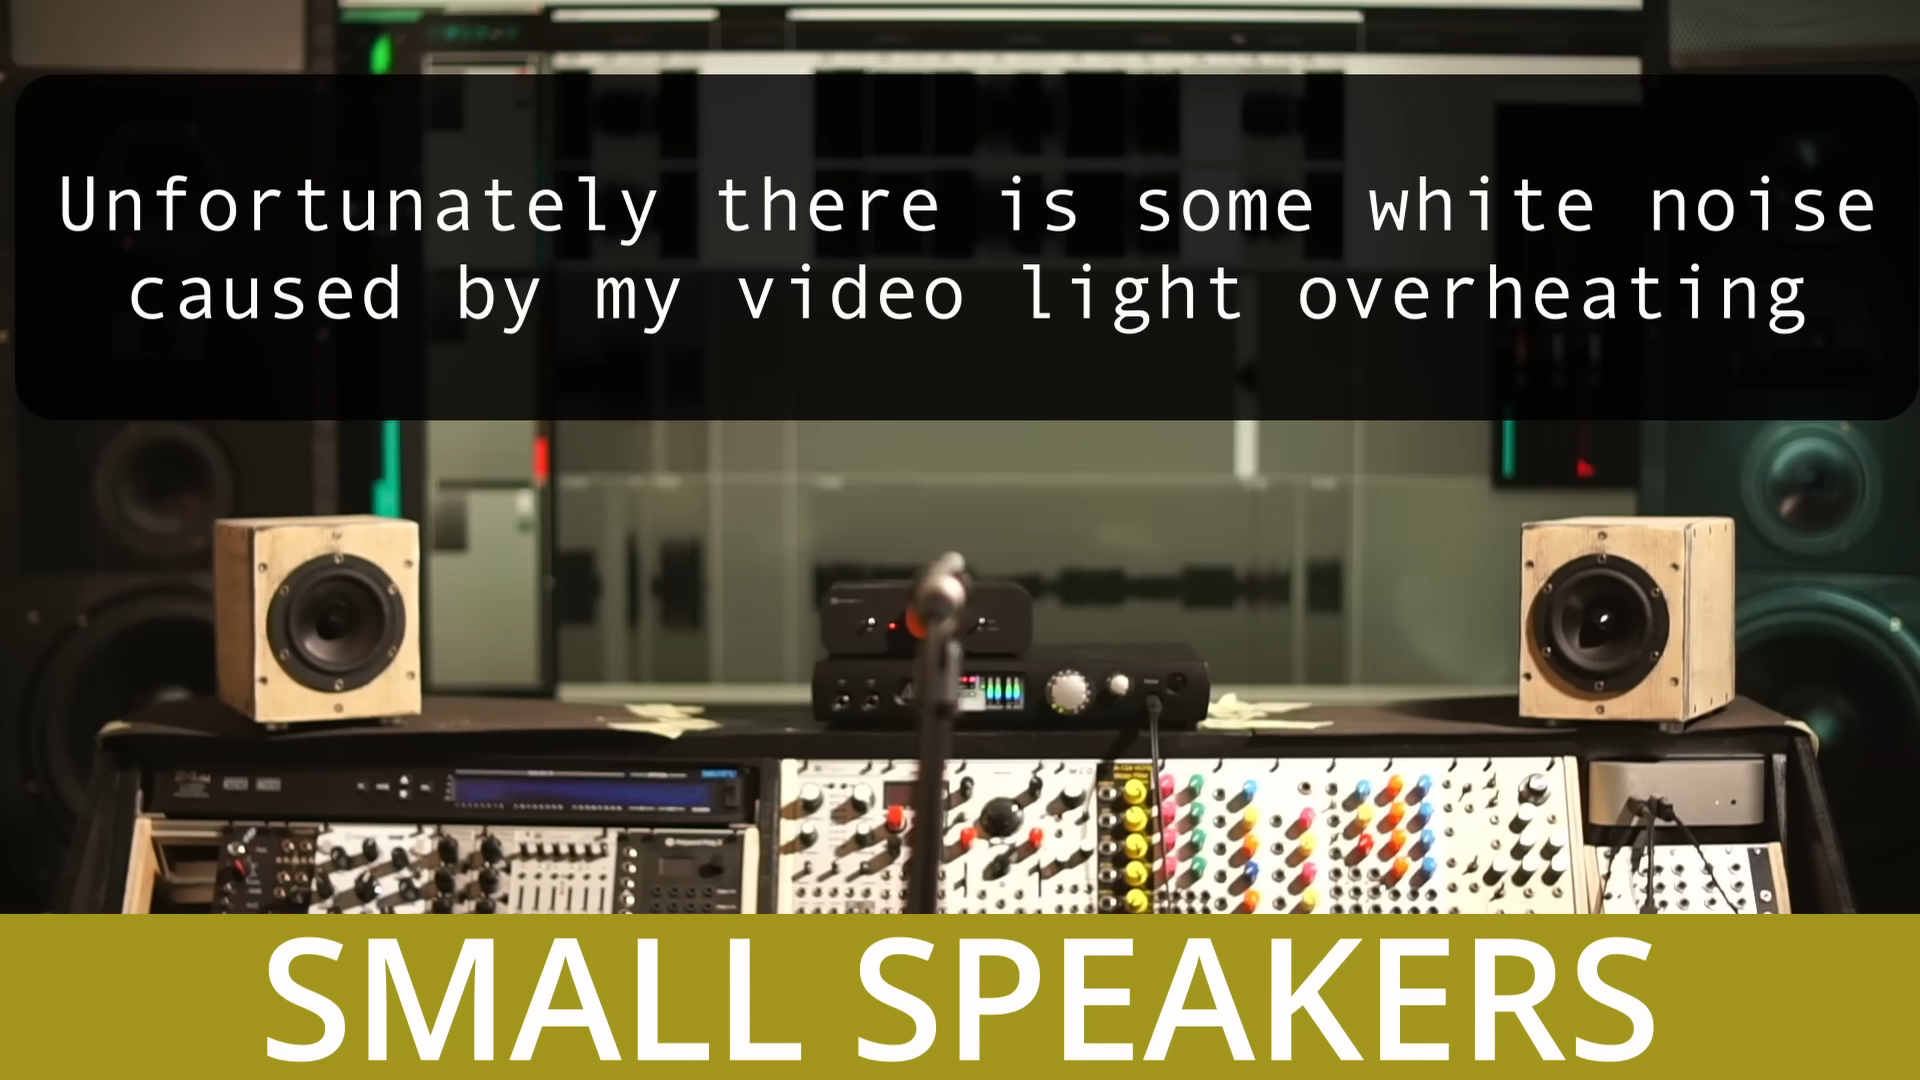 Unfortunately there is some white noise
caused by my video light overheating
SMALL SPEAKERS